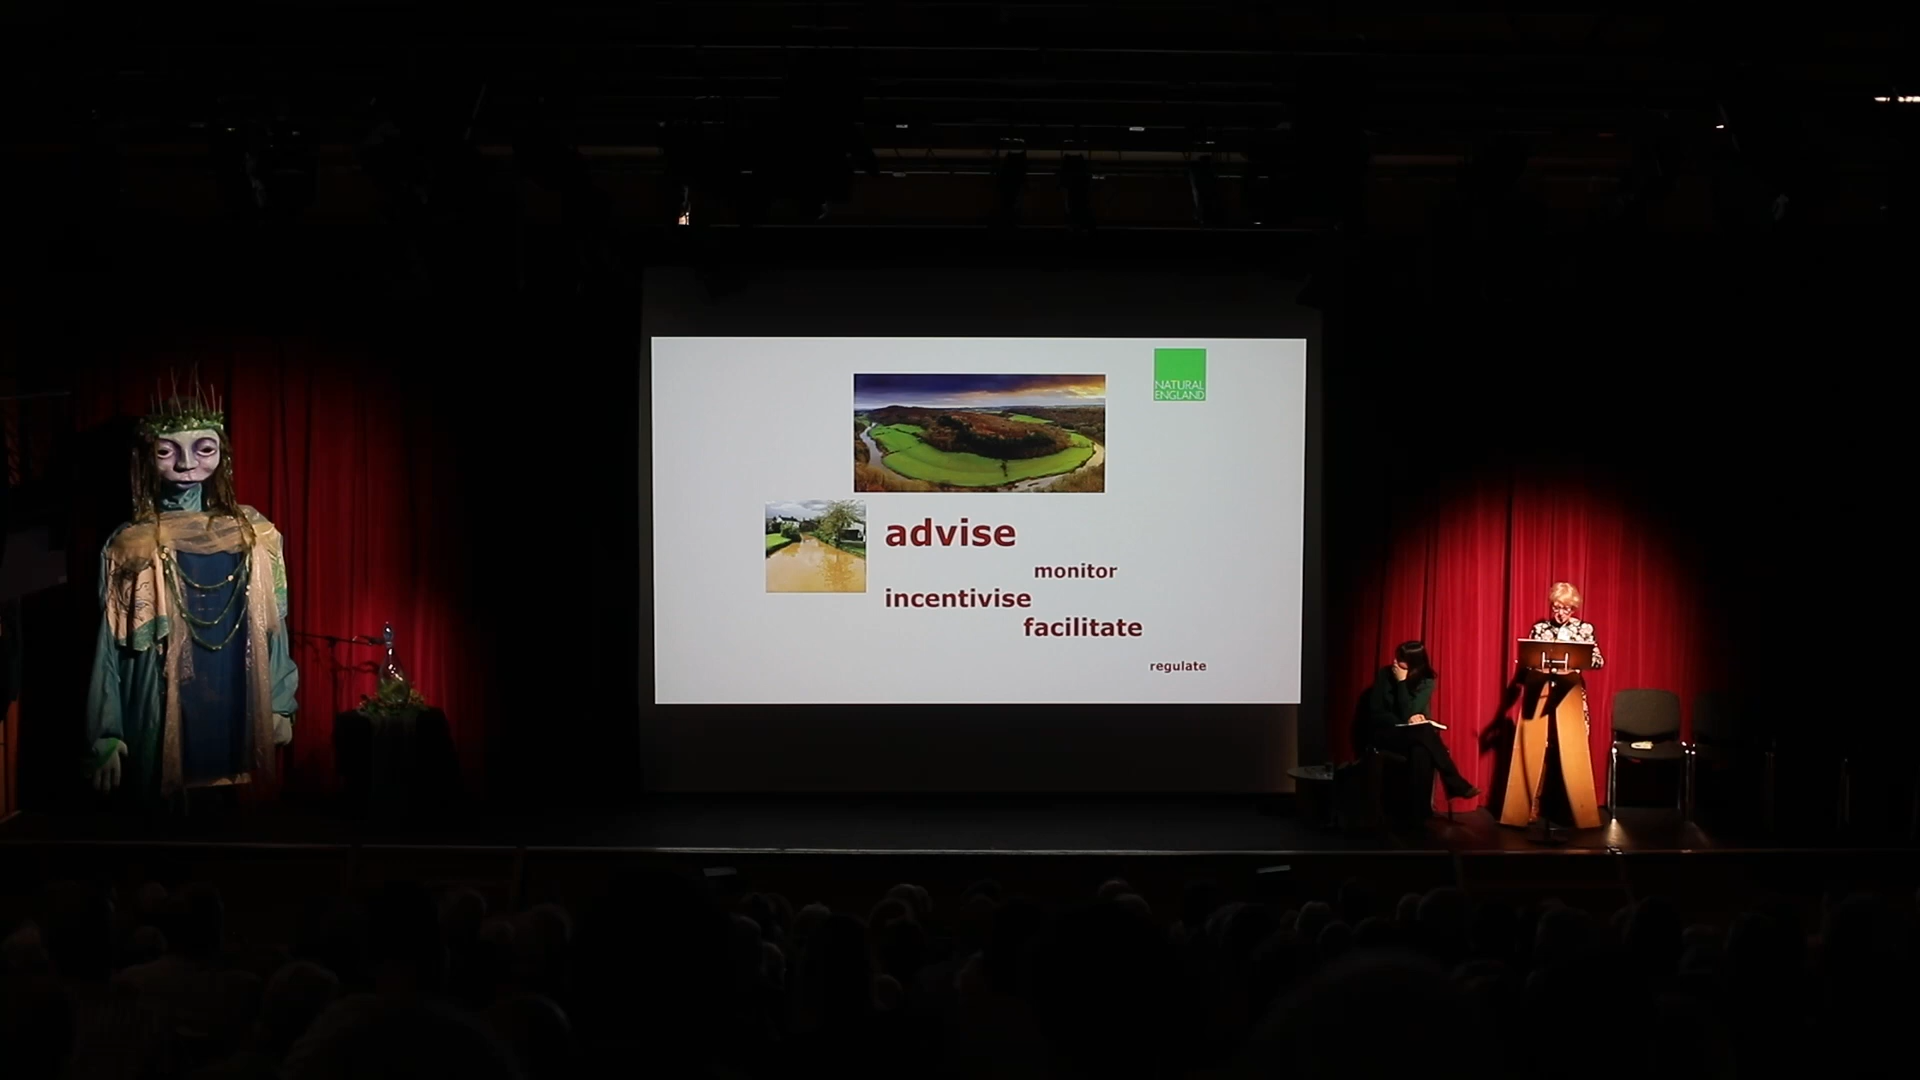 NATURAL
ENGLAND
advise
monitor
incentivise
facilitate
regulate